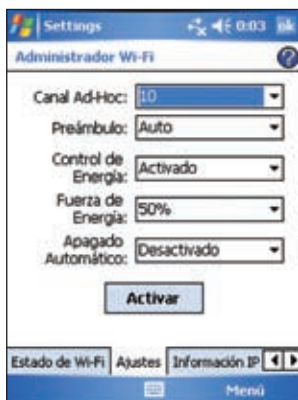 Settings 0:03 ok
Administrador Wi-Fi
Canal Ad-Hoc: 10
Preámbulo: Auto
Control de Energía: Activado
Fuerza de Energía: 50%
Apagado Automático: Desactivado
Activar
Estado de Wi-Fi Ajustes Información IP
Menú